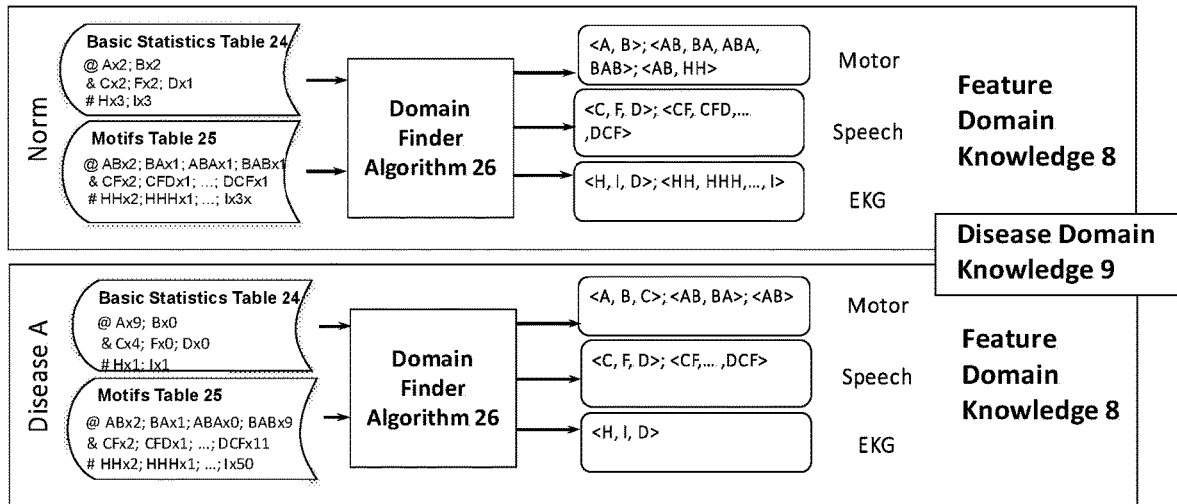 Norm
Basic Statistics Table 24
@ Ax2; Bx2
& Cx2; Fx2; Dx1
# Hx3; Ix3
Motifs Table 25
@ ABx2; BAx1; ABAx1; BABx1
& CFx2; CFDx1; ...; DCFx1
# HHx2; HHHx1; ...; Ix3x
Domain
Finder
Algorithm 26
<A, B>; <AB, BA, ABA,
BAB>; <AB, HH>
Motor
<C, F, D>; <CF, CFD,...
,DCF>
Speech
<H, I, D>; <HH, HHH,..., I>
EKG
Feature
Domain
Knowledge 8
Disease Domain
Knowledge 9
Disease A
Basic Statistics Table 24
@ Ax9; Bx0
& Cx4; Fx0; Dx0
# Hx1; Ix1
Motifs Table 25
@ ABx2; BAx1; ABAx0; BABx9
& CFx2; CFDx1; ...; DCFx11
# HHx2; HHHx1; ...; Ix50
Domain
Finder
Algorithm 26
<A, B, C>; <AB, BA>; <AB>
Motor
<C, F, D>; <CF,... ,DCF>
Speech
<H, I, D>
EKG
Feature
Domain
Knowledge 8